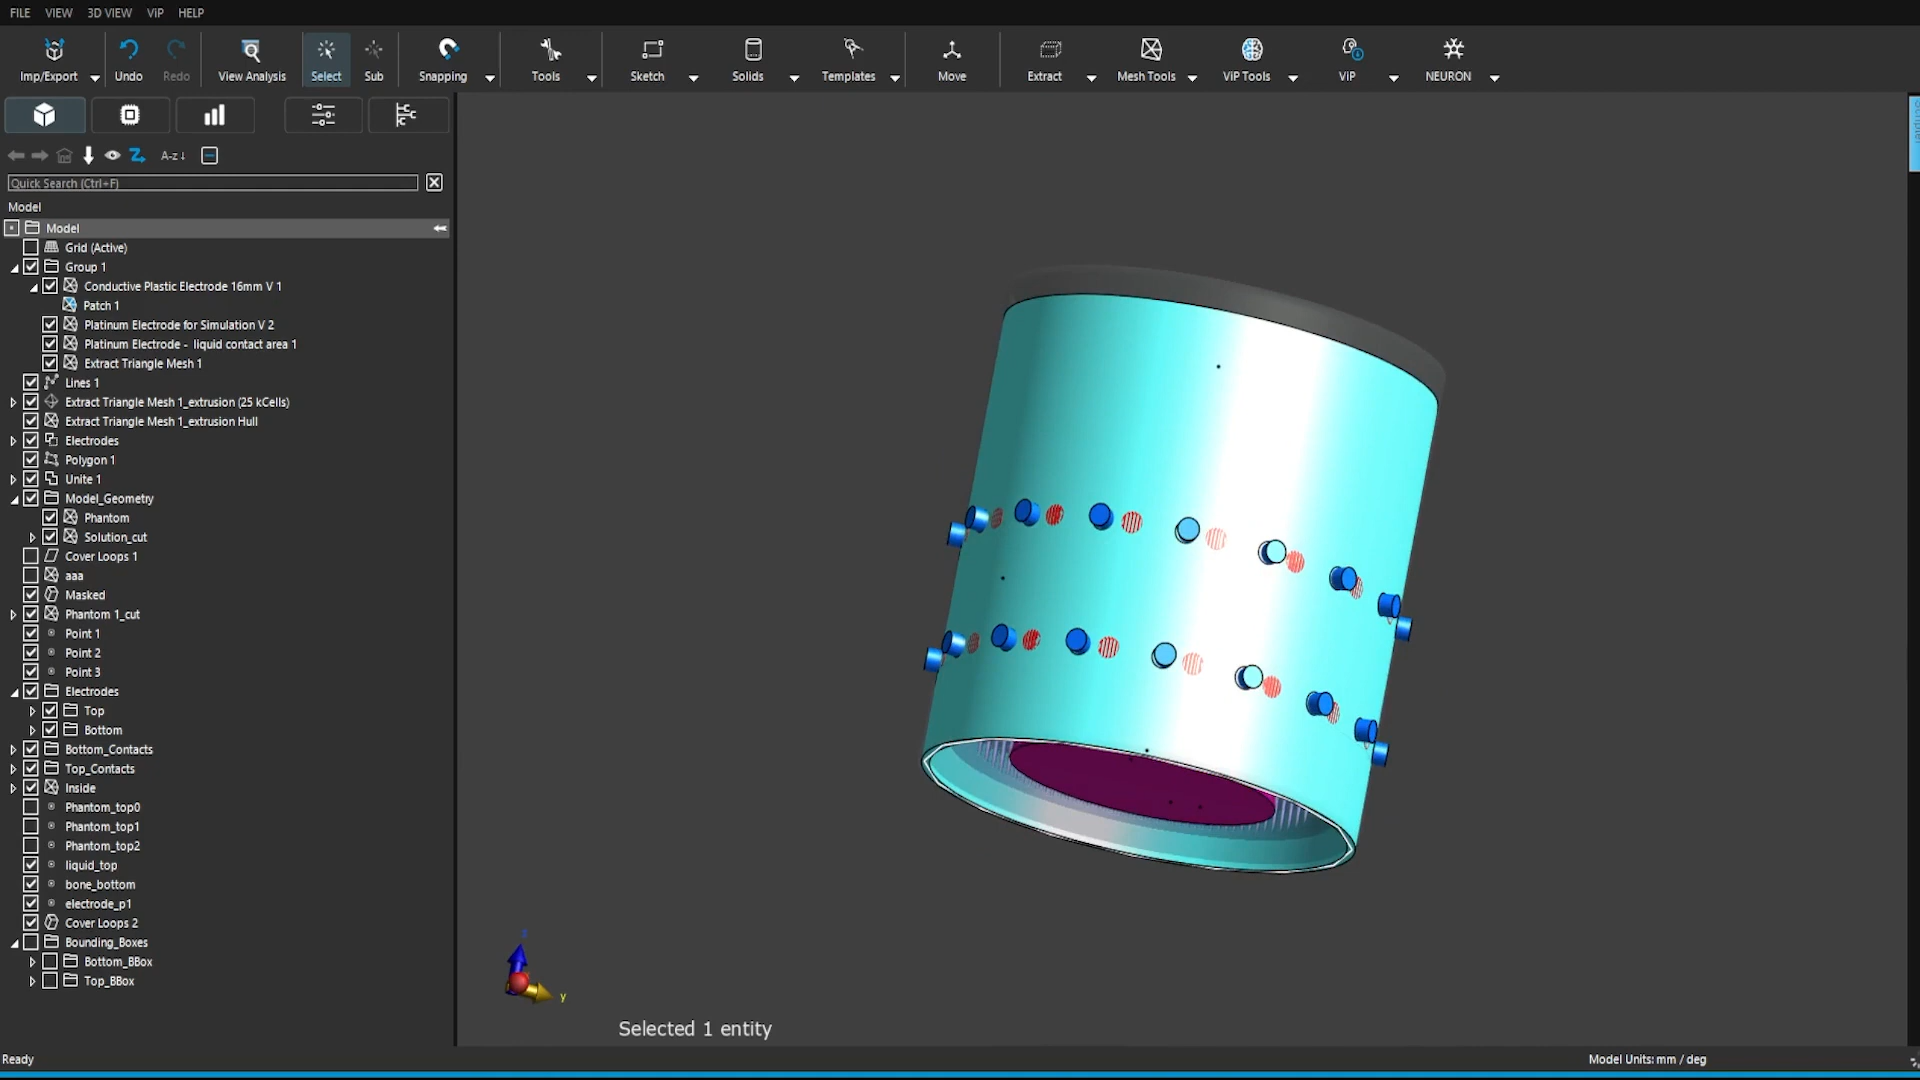 FILE VIEW 3D VIEW ViP HELP
Imp/Export Undo Redo View Analysis Select Sub Snapping Tools Sketch Solids Templates Move Extract Mesh Tools ViP Tools ViP NEURON
A-z↓
Quick Search (Ctrl+F)
Model
Model
Grid (Active)
Group 1
Conductive Plastic Electrode 16mm V 1
Patch 1
Platinum Electrode for Simulation V 2
Platinum Electrode - liquid contact area 1
Extract Triangle Mesh 1
Lines 1
Extract Triangle Mesh 1_extrusion (25 kCells)
Extract Triangle Mesh 1_extrusion Hull
Electrodes
Polygon 1
Unite 1
Model_Geometry
Phantom
Solution_cut
Cover Loops 1
aaa
Masked
Phantom 1_cut
Point 1
Point 2
Point 3
Electrodes
Top
Bottom
Bottom_Contacts
Top_Contacts
Inside
Phantom_top0
Phantom_top1
Phantom_top2
liquid_top
bone_bottom
electrode_p1
Cover Loops 2
Bounding_Boxes
Bottom_BBox
Top_BBox
z
y
Selected 1 entity
Ready
Model Units: mm / deg